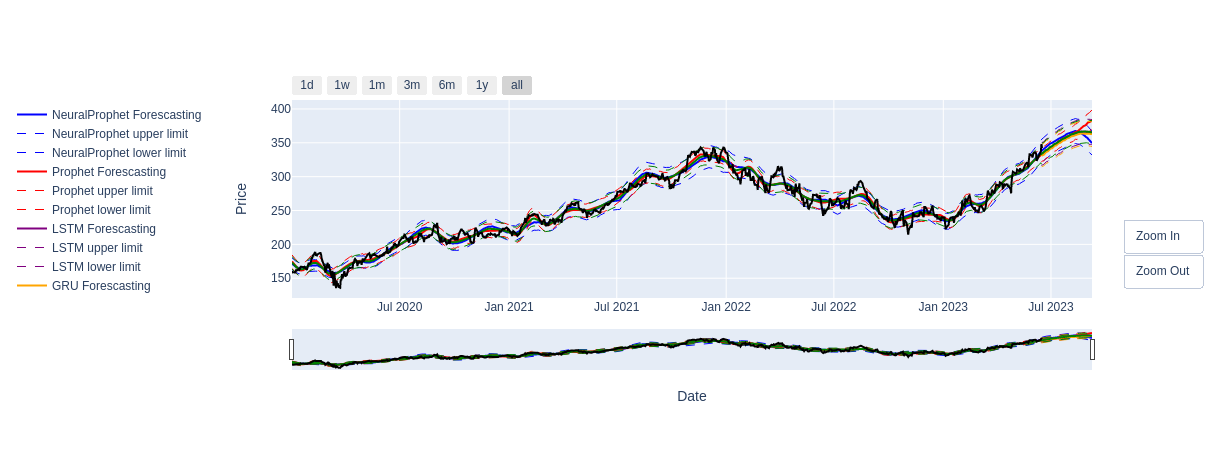 1d 1w 1m 3m 6m 1y all
NeuralProphet Forescasting
NeuralProphet upper limit
NeuralProphet lower limit
Prophet Forescasting
Prophet upper limit
Prophet lower limit
LSTM Forescasting
LSTM upper limit
LSTM lower limit
GRU Forescasting
Price
400
350
300
250
200
150
Jul 2020 Jan 2021 Jul 2021 Jan 2022 Jul 2022 Jan 2023 Jul 2023
Date
Zoom In
Zoom Out